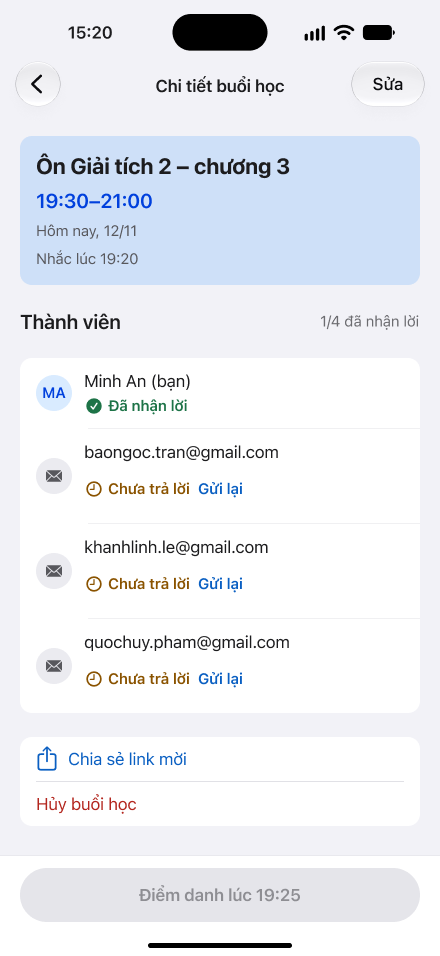 15:20
Chi tiết buổi học
Sửa
Ôn Giải tích 2 – chương 3
19:30–21:00
Hôm nay, 12/11
Nhắc lúc 19:20
Thành viên
1/4 đã nhận lời
MA
Minh An (bạn)
Đã nhận lời
baongoc.tran@gmail.com
Chưa trả lời Gửi lại
khanhlinh.le@gmail.com
Chưa trả lời Gửi lại
quochuy.pham@gmail.com
Chưa trả lời Gửi lại
Chia sẻ link mời
Hủy buổi học
Điểm danh lúc 19:25